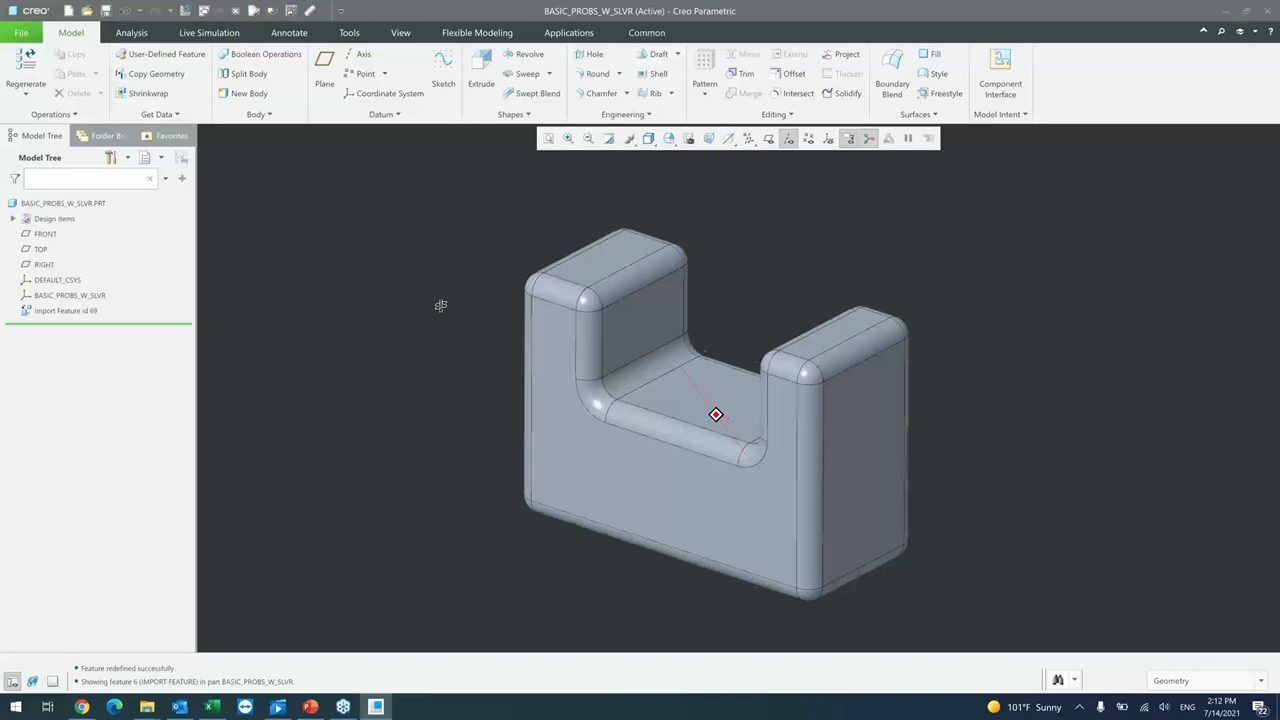 creo
BASIC_PROBS_W_SLVR (Active) - Creo Parametric
File
Model
Analysis
Live Simulation
Annotate
Tools
View
Flexible Modeling
Applications
Common
Regenerate
Copy
Paste
Delete
Operations
User-Defined Feature
Copy Geometry
Shrinkwrap
Get Data
Boolean Operations
Split Body
New Body
Body
Plane
Axis
Point
Coordinate System
Sketch
Datum
Extrude
Revolve
Sweep
Swept Blend
Shapes
Hole
Round
Chamfer
Draft
Shell
Rib
Engineering
Pattern
Mirror
Trim
Merge
Extend
Offset
Intersect
Project
Thicken
Solidify
Editing
Boundary
Blend
Fill
Style
Freestyle
Surfaces
Component
Interface
Model Intent
Model Tree
Folder Br
Favorites
Model Tree
BASIC_PROBS_W_SLVR.PRT
Design Items
FRONT
TOP
RIGHT
DEFAULT_CSYS
BASIC_PROBS_W_SLVR
Import Feature id 69
Feature redefined successfully.
Showing feature 6 (IMPORT FEATURE) in part BASIC_PROBS_W_SLVR.
Geometry
101°F Sunny
ENG
2:12 PM
7/14/2021
22